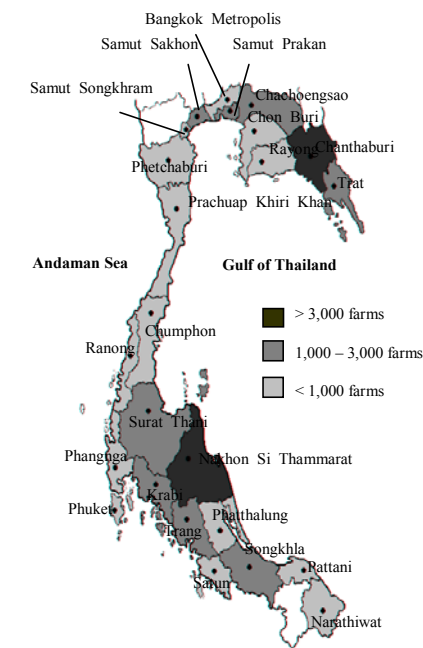 Bangkok Metropolis
Samut Sakhon
Samut Prakan
Samut Songkhram
Chachoengsao
Chon Buri
Rayong
Chanthaburi
Phetchaburi
Trat
Prachuap Khiri Khan
Andaman Sea
Gulf of Thailand
> 3,000 farms
Chumphon
Ranong
1,000 – 3,000 farms
< 1,000 farms
Surat Thani
Phangnga
Nakhon Si Thammarat
Krabi
Phuket
Phatthalung
Trang
Songkhla
Pattani
Satun
Narathiwat